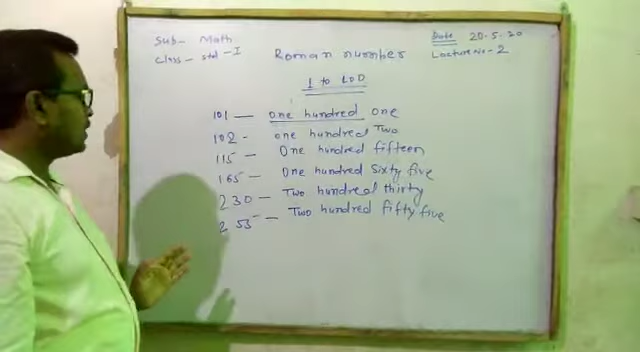 Sub- Math
Class- std-I
Roman number
Date 20-5-20
Lecture No-2
1 to 100
101 — One hundred one
102 - one hundred Two
115 — One hundred fifteen
165 — One hundred sixty five
230 — Two hundred thirty
255 — Two hundred fifty five